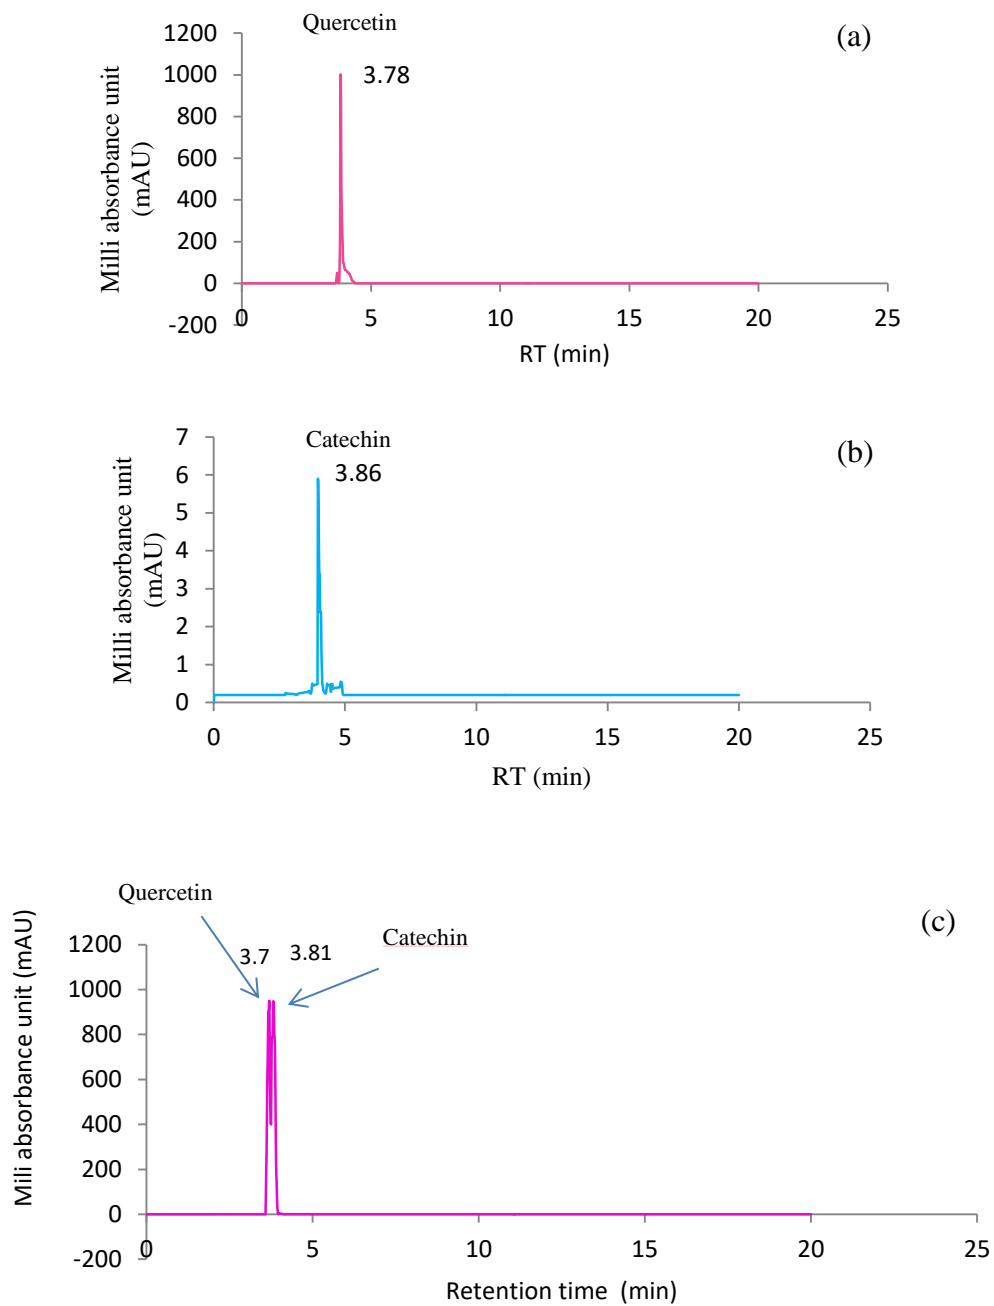 Quercetin
(a)
3.78
1200
1000
800
600
400
200
0
-200
Milli absorbance unit
(mAU)
0 5 10 15 20 25
RT (min)
Catechin
(b)
3.86
7
6
5
4
3
2
1
0
Milli absorbance unit
(mAU)
0 5 10 15 20 25
RT (min)
Quercetin
(c)
Catechin
3.7 3.81
1200
1000
800
600
400
200
0
-200
Mili absorbance unit (mAU)
0 5 10 15 20 25
Retention time (min)